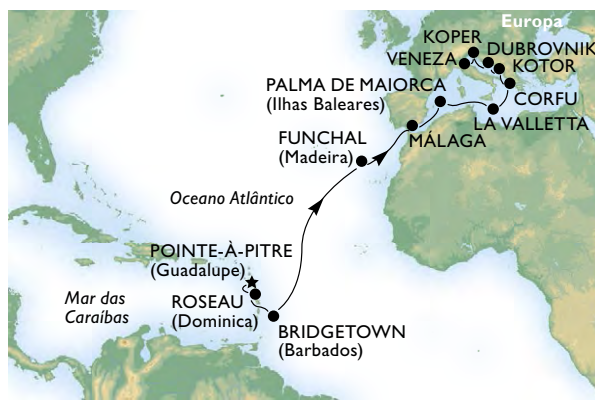 Europa
KOPER
DUBROVNIK
VENEZA
KOTOR
PALMA DE MAIORCA
(Ilhas Baleares)
CORFU
LA VALLETTA
MÁLAGA
FUNCHAL
(Madeira)
Oceano Atlântico
POINTE-À-PITRE
(Guadalupe)
Mar das
Caraíbas
ROSEAU
(Dominica)
BRIDGETOWN
(Barbados)